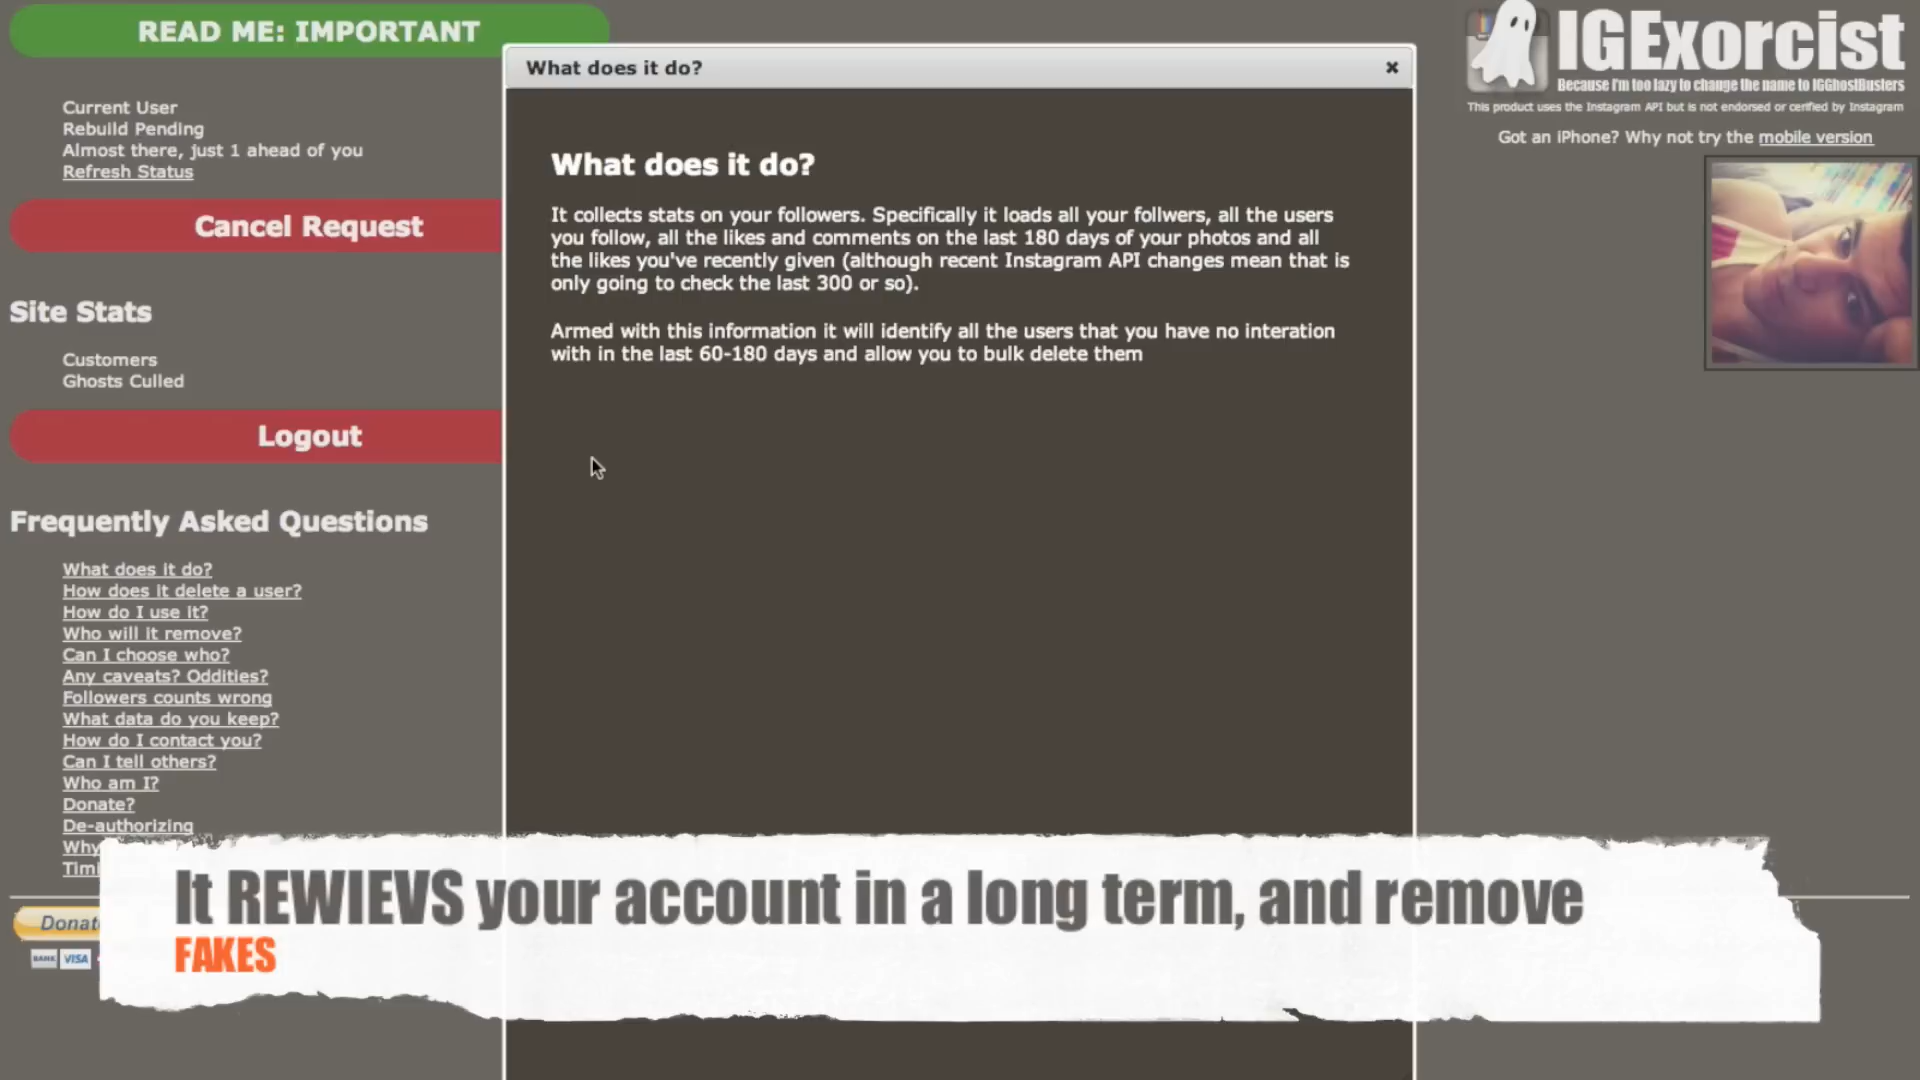 READ ME: IMPORTANT
Current User
Rebuild Pending
Almost there, just 1 ahead of you
Refresh Status
Cancel Request
Site Stats
Customers
Ghosts Culled
Logout
Frequently Asked Questions
What does it do?
How does it delete a user?
How do I use it?
Who will it remove?
Can I choose who?
Any caveats? Oddities?
Followers counts wrong
What data do you keep?
How do I contact you?
Can I tell others?
Who am I?
Donate?
De-authorizing
Why
Donat
BANK VISA
What does it do?
What does it do?
It collects stats on your followers. Specifically it loads all your follwers, all the users
you follow, all the likes and comments on the last 180 days of your photos and all
the likes you've recently given (although recent Instagram API changes mean that is
only going to check the last 300 or so).
Armed with this information it will identify all the users that you have no interation
with in the last 60-180 days and allow you to bulk delete them
IGExorcist
Because I'm too lazy to change the name to IGGhostBusters
This product uses the Instagram API but is not endorsed or cerified by Instagram
Got an iPhone? Why not try the mobile version
It REWIEVS your account in a long term, and remove
FAKES